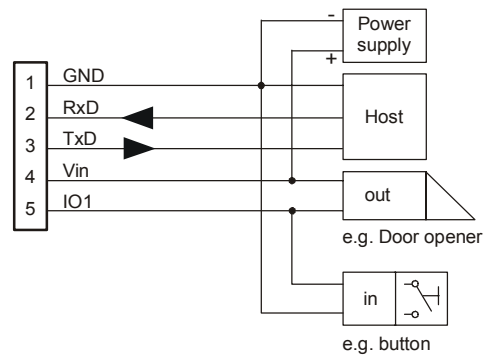 -
Power
supply
+
1 GND
2 RxD
3 TxD
Host
4 Vin
5 IO1
out
e.g. Door opener
in
e.g. button